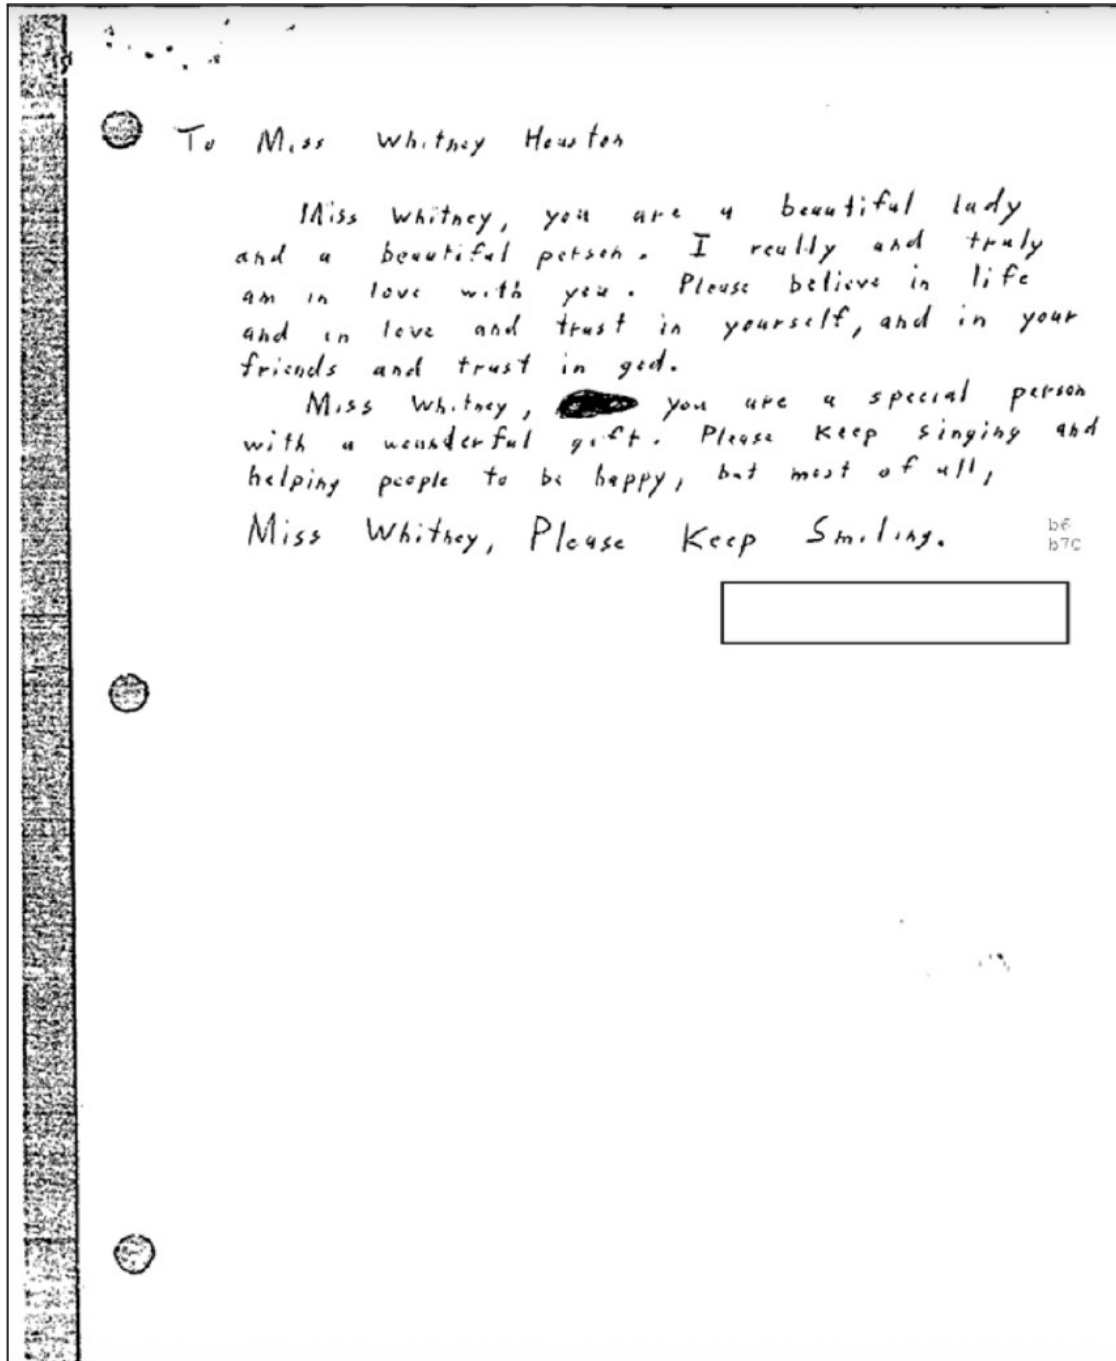 To Miss Whitney Houston
Miss Whitney, you are a beautiful lady
and a beautiful person. I really and truly
am in love with you. Please believe in life
and in love and trust in yourself, and in your
friends and trust in god.
Miss Whitney, you are a special person
with a wounderful gift. Please Keep singing and
helping people to be happy, but most of all,
Miss Whitney, Please Keep Smiling.
b6
b7C